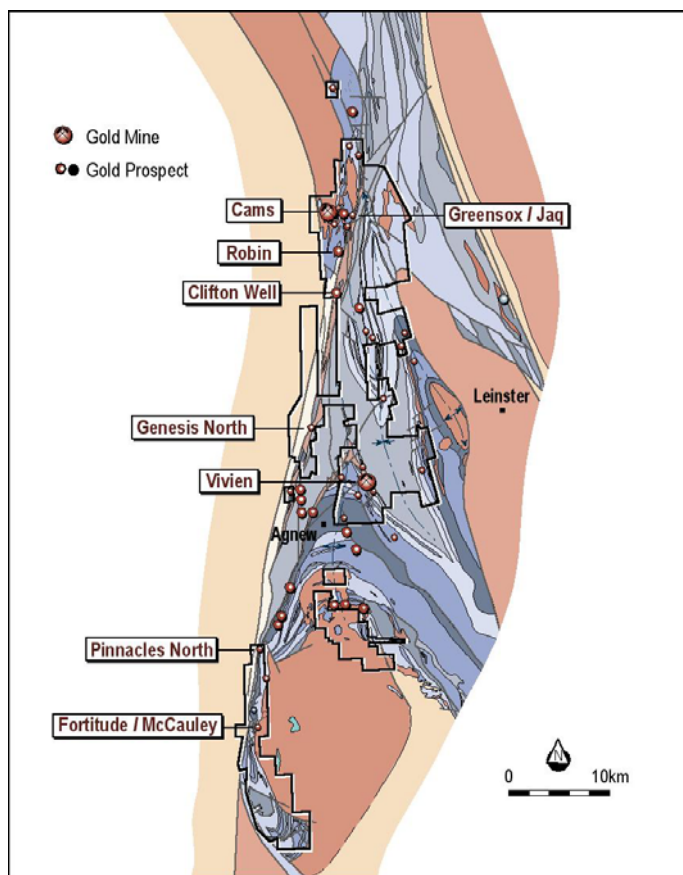 Gold Mine
Gold Prospect
Cams
Greensox / Jaq
Robin
Clifton Well
Leinster
Genesis North
Vivien
Agnew
Pinnacles North
Fortitude / McCauley
N
0 10km